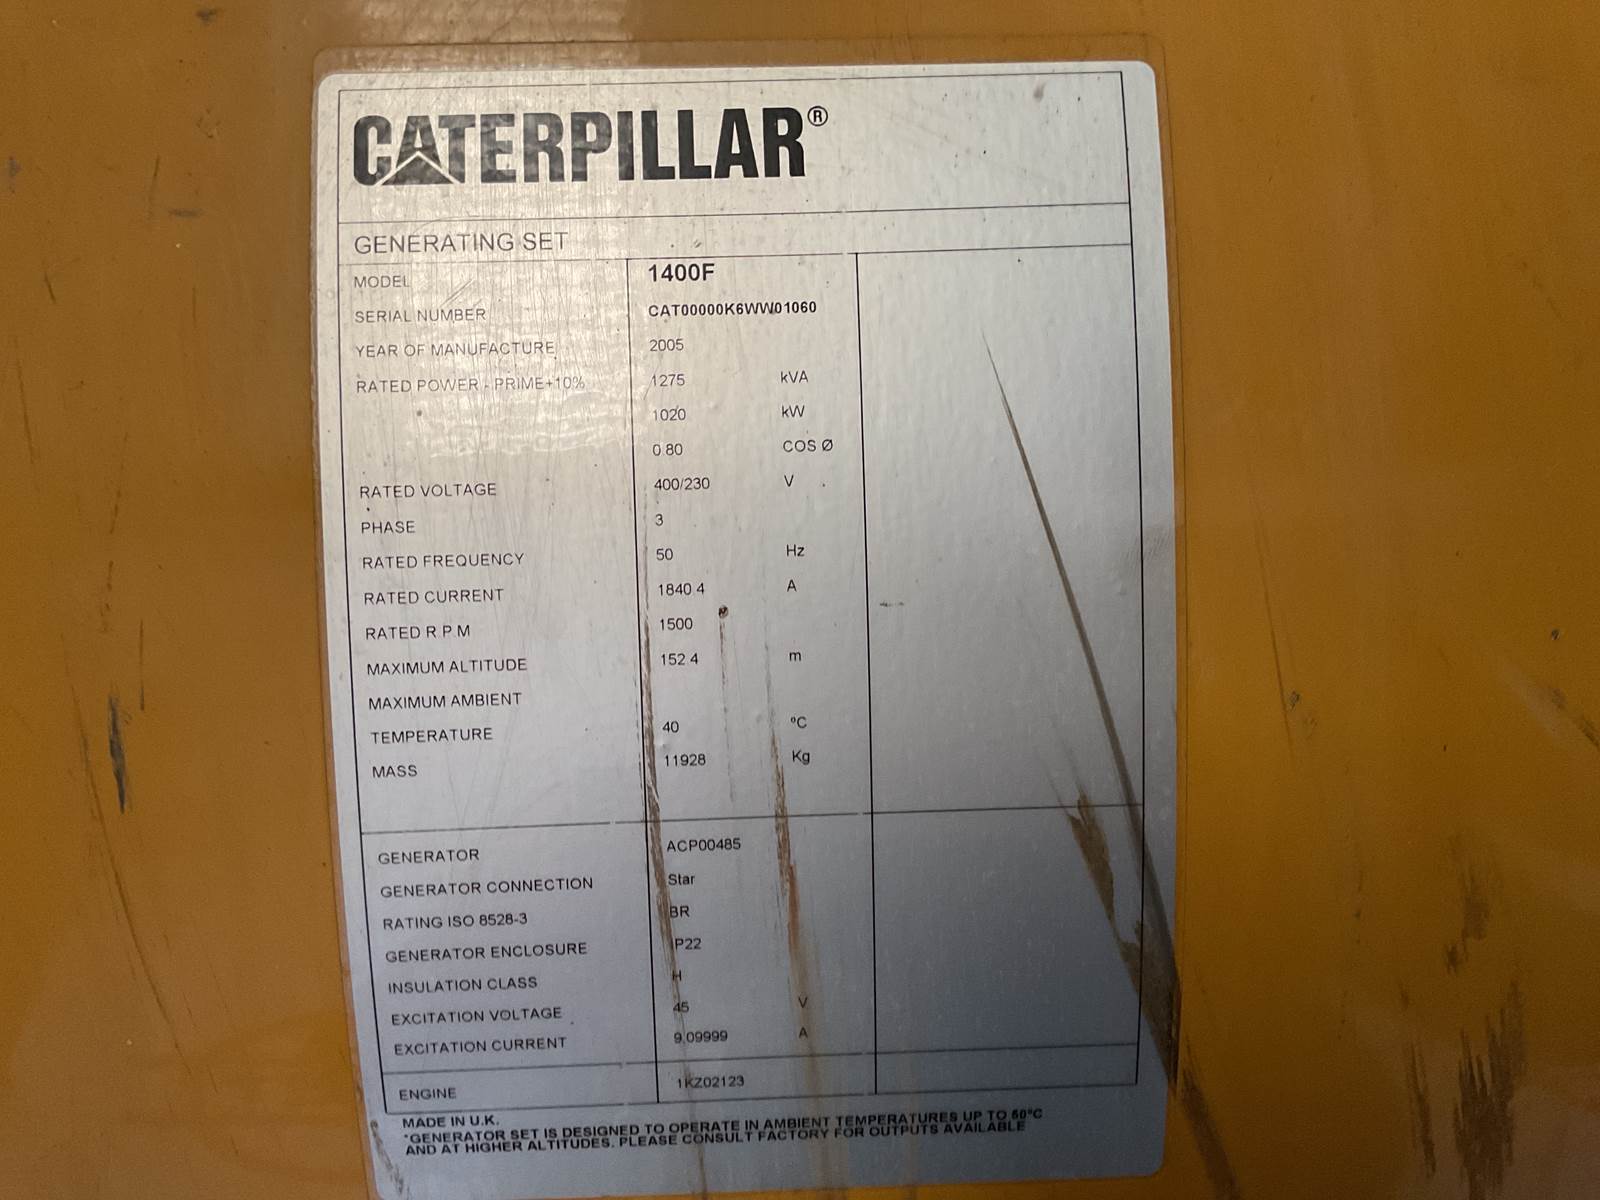 CATERPILLAR®
GENERATING SET
MODEL 1400F
SERIAL NUMBER CAT00000K6WW01060
YEAR OF MANUFACTURE 2005
RATED POWER - PRIME+10% 1275 kVA
1020 kW
0.80 COS Ø
RATED VOLTAGE 400/230 V
PHASE 3
RATED FREQUENCY 50 Hz
RATED CURRENT 1840.4 A
RATED R.P.M 1500
MAXIMUM ALTITUDE 152.4 m
MAXIMUM AMBIENT
TEMPERATURE 40 ºC
MASS 11928 Kg
GENERATOR ACP00485
GENERATOR CONNECTION Star
RATING ISO 8528-3 BR
GENERATOR ENCLOSURE IP22
INSULATION CLASS H
EXCITATION VOLTAGE 45 V
EXCITATION CURRENT 9.09999 A
ENGINE 1KZ02123
MADE IN U.K.
*GENERATOR SET IS DESIGNED TO OPERATE IN AMBIENT TEMPERATURES UP TO 50°C
AND AT HIGHER ALTITUDES. PLEASE CONSULT FACTORY FOR OUTPUTS AVAILABLE